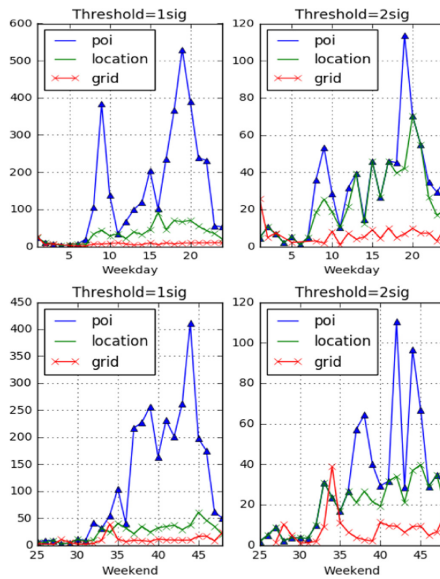 Threshold=1sig
600
500
400
300
200
100
0
poi
location
grid
5 10 15 20
Weekday
Threshold=2sig
120
100
80
60
40
20
0
poi
location
grid
5 10 15 20
Weekday
Threshold=1sig
450
400
350
300
250
200
150
100
50
0
poi
location
grid
25 30 35 40 45
Weekend
Threshold=2sig
120
100
80
60
40
20
0
poi
location
grid
25 30 35 40 45
Weekend